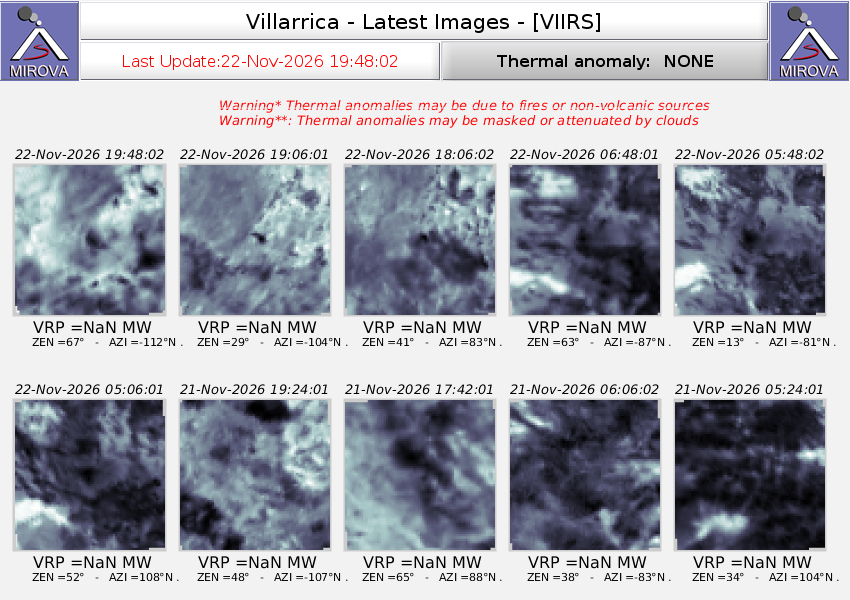 Villarrica - Latest Images - [VIIRS]
MIROVA
Last Update:22-Nov-2026 19:48:02
Thermal anomaly: NONE
MIROVA
Warning* Thermal anomalies may be due to fires or non-volcanic sources
Warning**: Thermal anomalies may be masked or attenuated by clouds
22-Nov-2026 19:48:02 22-Nov-2026 19:06:01 22-Nov-2026 18:06:02 22-Nov-2026 06:48:01 22-Nov-2026 05:48:02
VRP =NaN MW VRP =NaN MW VRP =NaN MW VRP =NaN MW VRP =NaN MW
ZEN =67° - AZI =-112°N . ZEN =29° - AZI =-104°N . ZEN =41° - AZI =83°N . ZEN =63° - AZI =-87°N . ZEN =13° - AZI =-81°N .
22-Nov-2026 05:06:01 21-Nov-2026 19:24:01 21-Nov-2026 17:42:01 21-Nov-2026 06:06:02 21-Nov-2026 05:24:01
VRP =NaN MW VRP =NaN MW VRP =NaN MW VRP =NaN MW VRP =NaN MW
ZEN =52° - AZI =108°N . ZEN =48° - AZI =-107°N . ZEN =65° - AZI =88°N . ZEN =38° - AZI =-83°N . ZEN =34° - AZI =104°N .